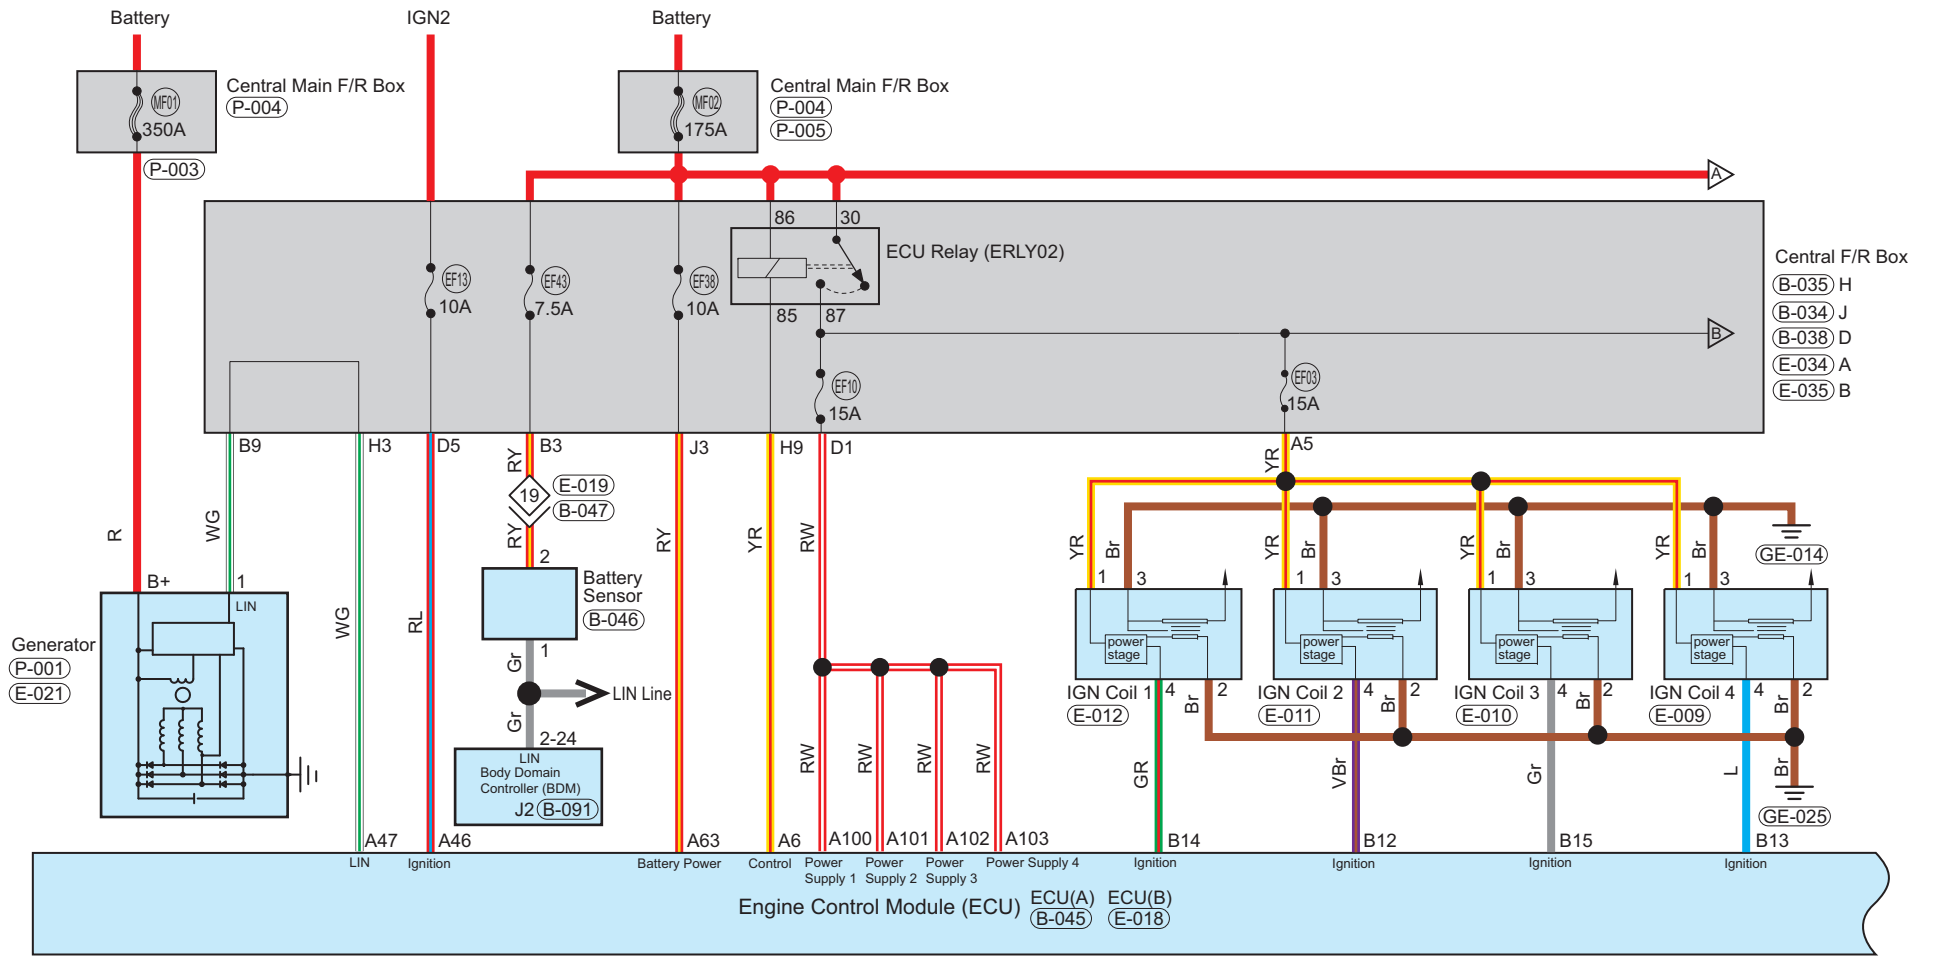 Battery
IGN2
Battery
MF01
350A
Central Main F/R Box
P-004
P-003
MF02
175A
Central Main F/R Box
P-004
P-005
A
86
30
ECU Relay (ERLY02)
EF13
10A
EF43
7.5A
EF38
10A
85
87
B
EF10
15A
EF03
15A
Central F/R Box
B-035 H
B-034 J
B-038 D
E-034 A
E-035 B
B9
H3
D5
B3
J3
H9
D1
A5
R
WG
WG
RL
RY
19
E-019
B-047
RY
RY
YR
RW
YR
B+
1
LIN
Generator
P-001
E-021
2
Battery
Sensor
B-046
1
Gr
LIN Line
Gr
2-24
LIN
Body Domain
Controller (BDM)
J2 B-091
RW
RW
RW
RW
YR
Br
YR
Br
YR
Br
YR
Br
GE-014
1
3
1
3
1
3
1
3
power
stage
power
stage
power
stage
power
stage
IGN Coil 1
E-012
4
2
IGN Coil 2
E-011
4
2
IGN Coil 3
E-010
4
2
IGN Coil 4
E-009
4
2
Br
Br
Br
Br
GR
VBr
Gr
L
Br
GE-025
A47
A46
A63
A6
A100
A101
A102
A103
B14
B12
B15
B13
LIN
Ignition
Battery Power
Control
Power
Supply 1
Power
Supply 2
Power
Supply 3
Power Supply 4
Ignition
Ignition
Ignition
Ignition
Engine Control Module (ECU)
ECU(A)
B-045
ECU(B)
E-018